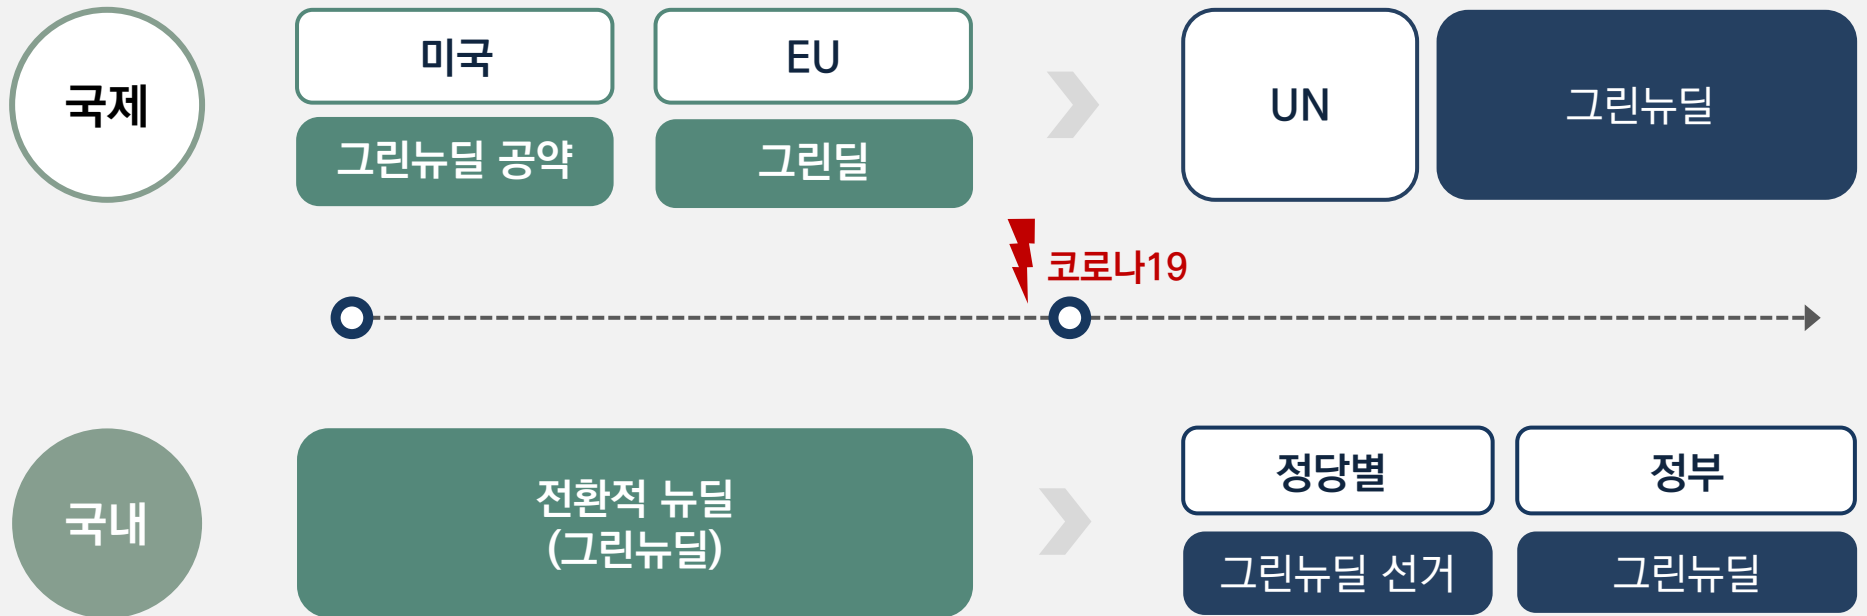 국제
미국
EU
그린뉴딜 공약
그린딜
UN
그린뉴딜
코로나19
국내
전환적 뉴딜
(그린뉴딜)
정당별
정부
그린뉴딜 선거
그린뉴딜